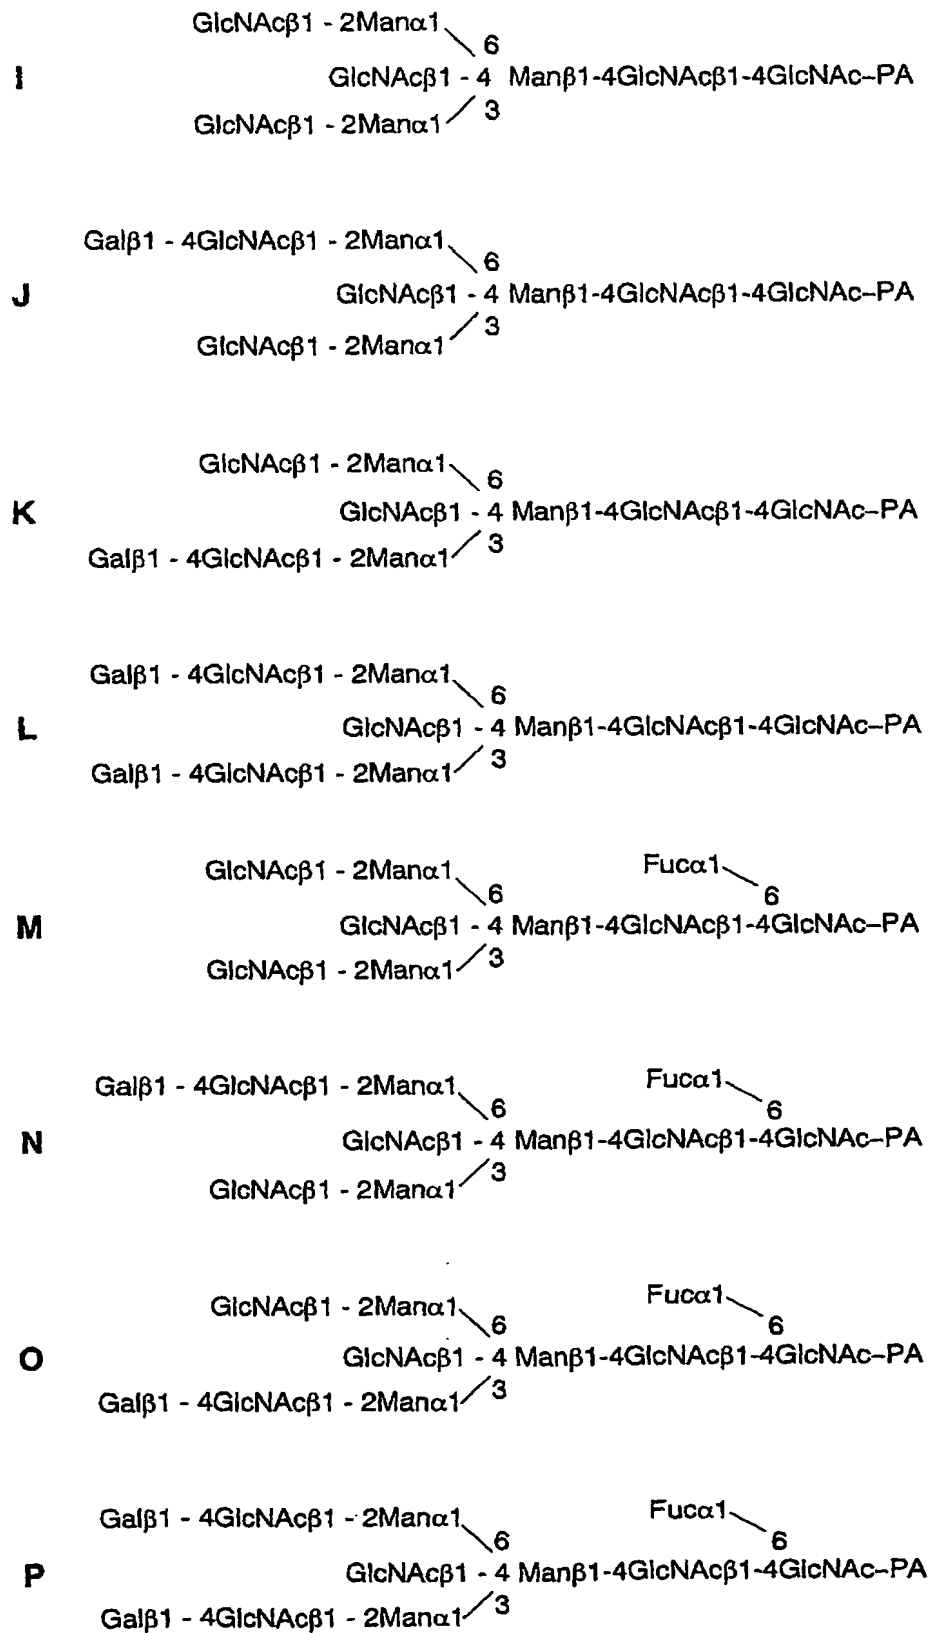 GlcNAcβ1 - 2Manα1
6
I GlcNAcβ1 - 4 Manβ1-4GlcNAcβ1-4GlcNAc-PA
3
GlcNAcβ1 - 2Manα1
Galβ1 - 4GlcNAcβ1 - 2Manα1
6
J GlcNAcβ1 - 4 Manβ1-4GlcNAcβ1-4GlcNAc-PA
3
GlcNAcβ1 - 2Manα1
GlcNAcβ1 - 2Manα1
6
K GlcNAcβ1 - 4 Manβ1-4GlcNAcβ1-4GlcNAc-PA
3
Galβ1 - 4GlcNAcβ1 - 2Manα1
Galβ1 - 4GlcNAcβ1 - 2Manα1
6
L GlcNAcβ1 - 4 Manβ1-4GlcNAcβ1-4GlcNAc-PA
3
Galβ1 - 4GlcNAcβ1 - 2Manα1
GlcNAcβ1 - 2Manα1 Fucα1
6 6
M GlcNAcβ1 - 4 Manβ1-4GlcNAcβ1-4GlcNAc-PA
3
GlcNAcβ1 - 2Manα1
Galβ1 - 4GlcNAcβ1 - 2Manα1 Fucα1
6 6
N GlcNAcβ1 - 4 Manβ1-4GlcNAcβ1-4GlcNAc-PA
3
GlcNAcβ1 - 2Manα1
GlcNAcβ1 - 2Manα1 Fucα1
6 6
O GlcNAcβ1 - 4 Manβ1-4GlcNAcβ1-4GlcNAc-PA
3
Galβ1 - 4GlcNAcβ1 - 2Manα1
Galβ1 - 4GlcNAcβ1 - 2Manα1 Fucα1
6 6
P GlcNAcβ1 - 4 Manβ1-4GlcNAcβ1-4GlcNAc-PA
3
Galβ1 - 4GlcNAcβ1 - 2Manα1